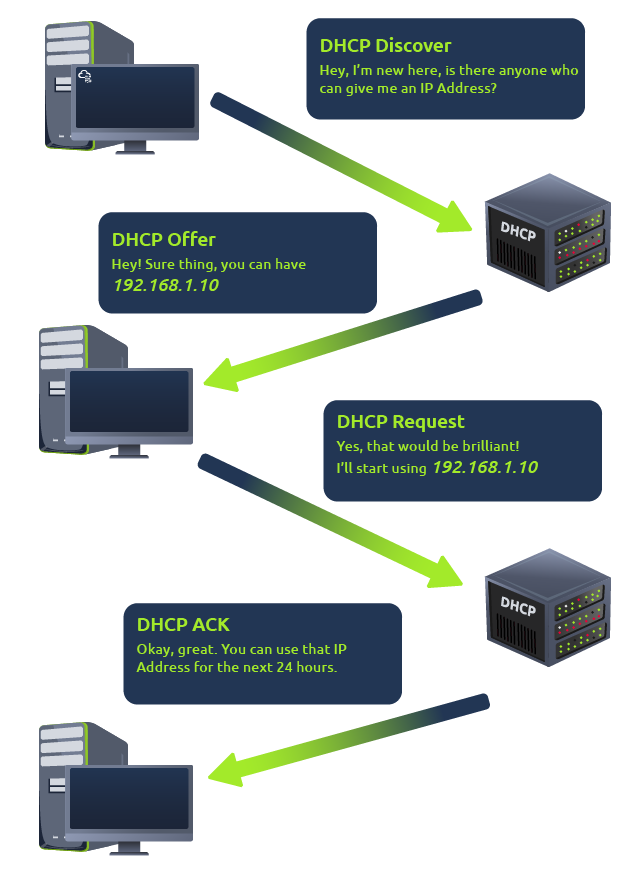 DHCP Discover
Hey, I'm new here, is there anyone who
can give me an IP Address?
DHCP
DHCP Offer
Hey! Sure thing, you can have
192.168.1.10
DHCP Request
Yes, that would be brilliant!
I'll start using 192.168.1.10
DHCP
DHCP ACK
Okay, great. You can use that IP
Address for the next 24 hours.